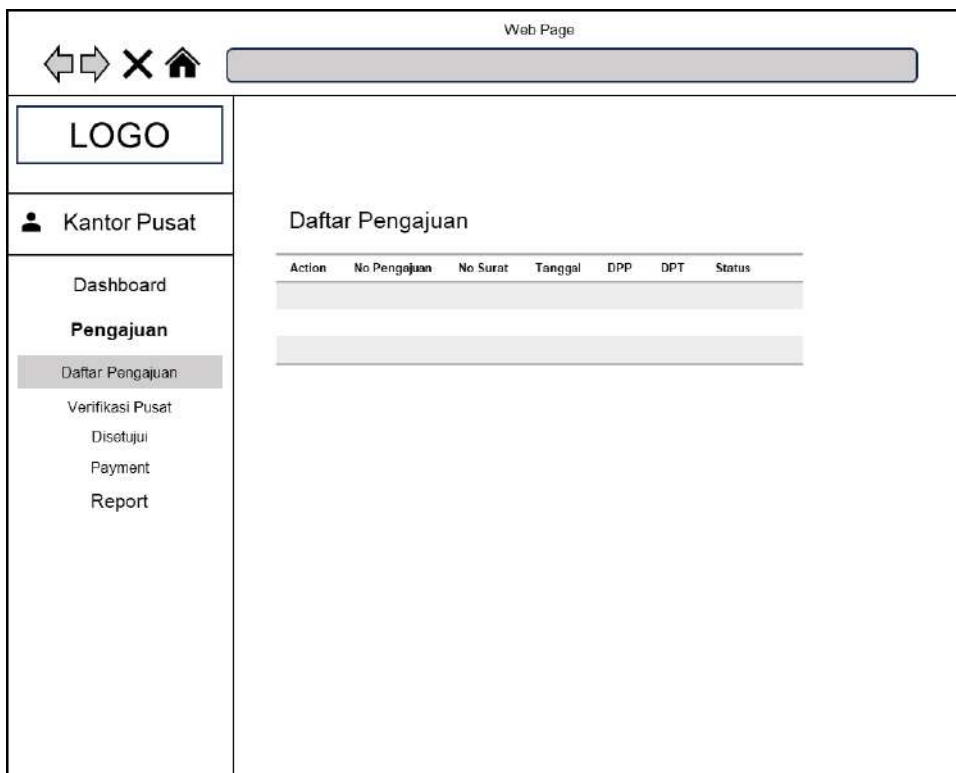 Web Page
LOGO
Kantor Pusat
Dashboard
Pengajuan
Daftar Pengajuan
Verifikasi Pusat
Disetujui
Payment
Report
Daftar Pengajuan
Action No Pengajuan No Surat Tanggal DPP DPT Status